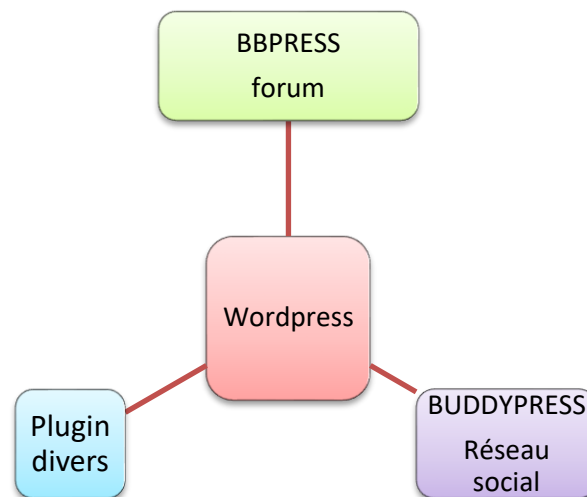 BBPRESS
forum
Wordpress
Plugin
divers
BUDDYPRESS
Réseau
social